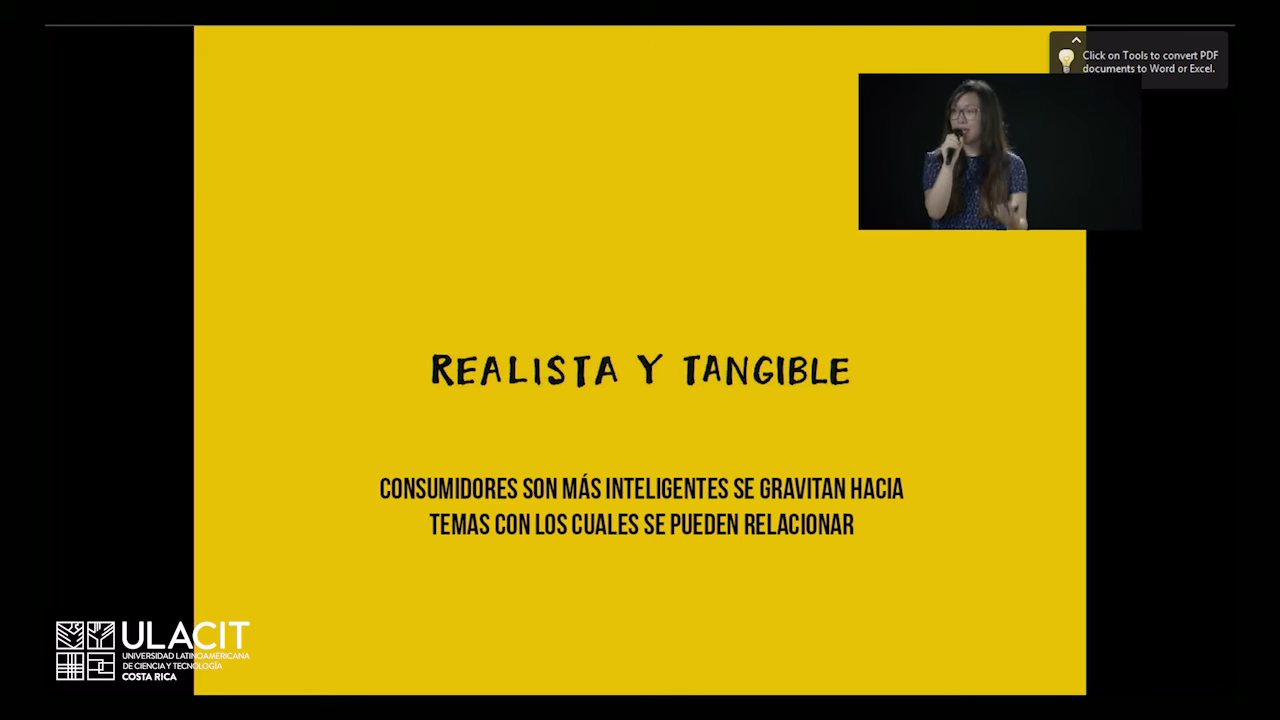 Click on Tools to convert PDF
documents to Word or Excel.
REALISTA Y TANGIBLE
CONSUMIDORES SON MÁS INTELIGENTES SE GRAVITAN HACIA
TEMAS CON LOS CUALES SE PUEDEN RELACIONAR
ULACIT
UNIVERSIDAD LATINOAMERICANA
DE CIENCIA Y TECNOLOGÍA
COSTA RICA